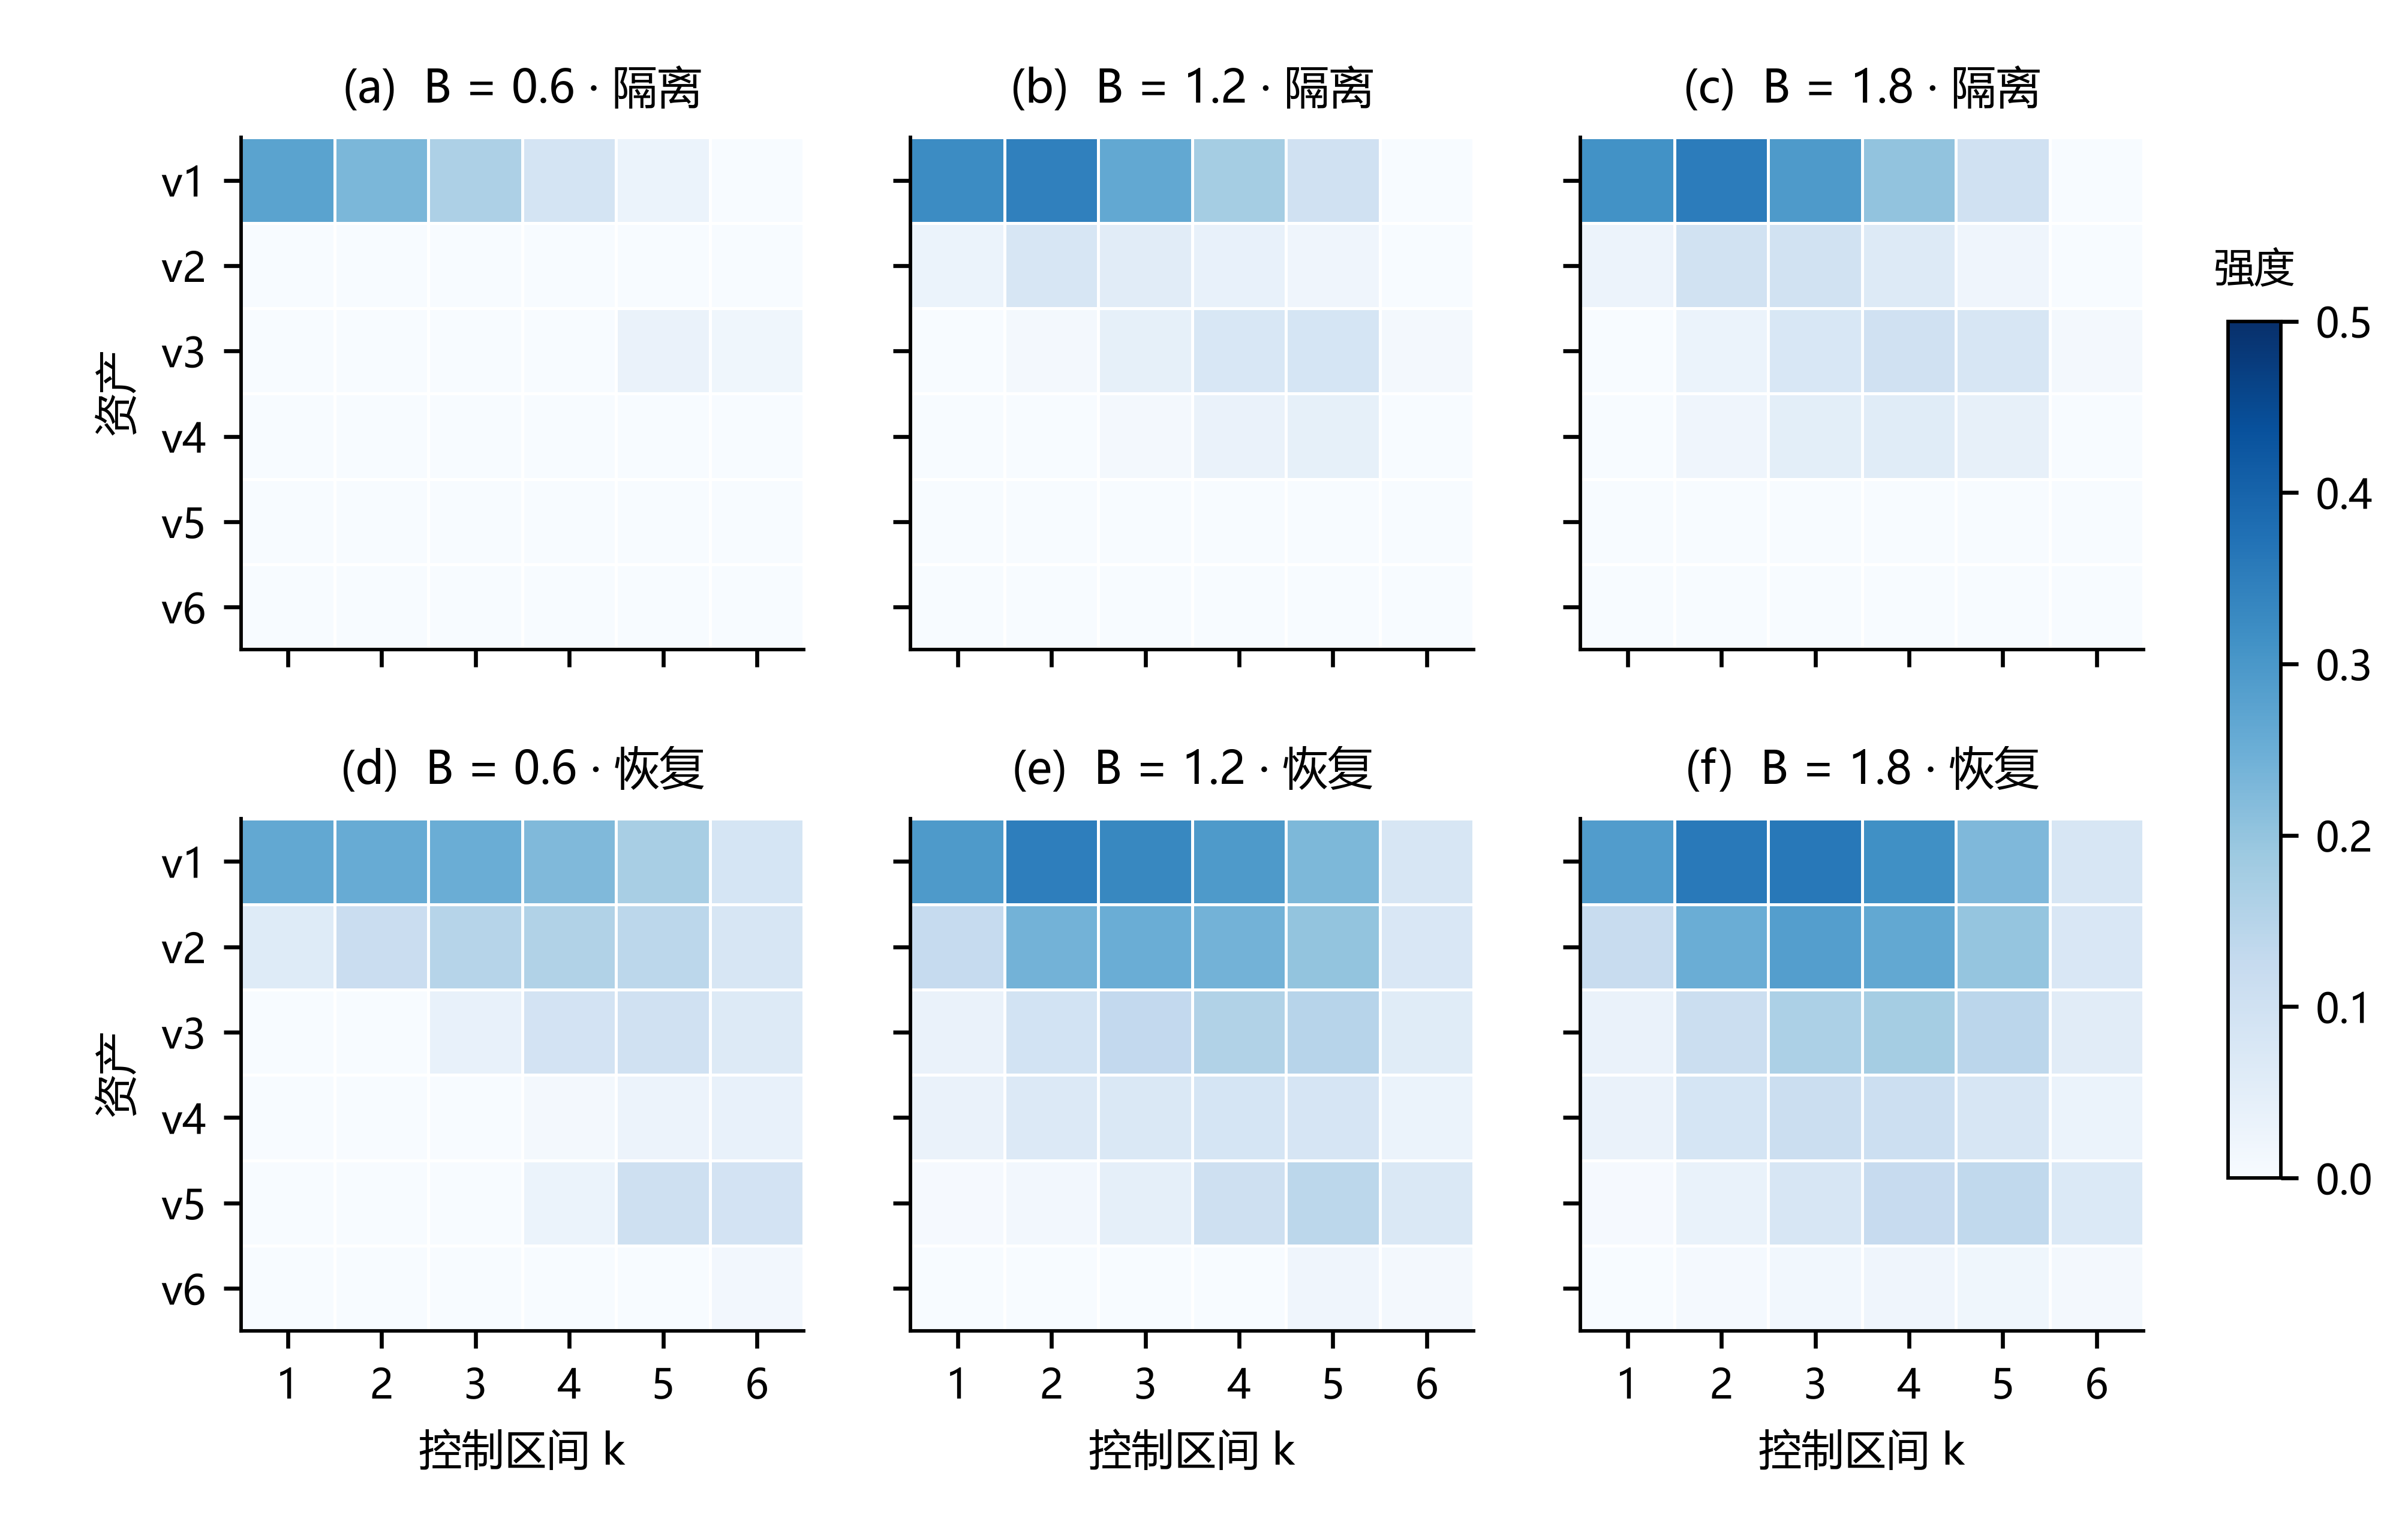 (a) B = 0.6 · 隔离
(b) B = 1.2 · 隔离
(c) B = 1.8 · 隔离
资产
v1
v2
v3
v4
v5
v6
强度
0.5
0.4
0.3
0.2
0.1
0.0
(d) B = 0.6 · 恢复
(e) B = 1.2 · 恢复
(f) B = 1.8 · 恢复
资产
v1
v2
v3
v4
v5
v6
1 2 3 4 5 6
1 2 3 4 5 6
1 2 3 4 5 6
控制区间 k
控制区间 k
控制区间 k